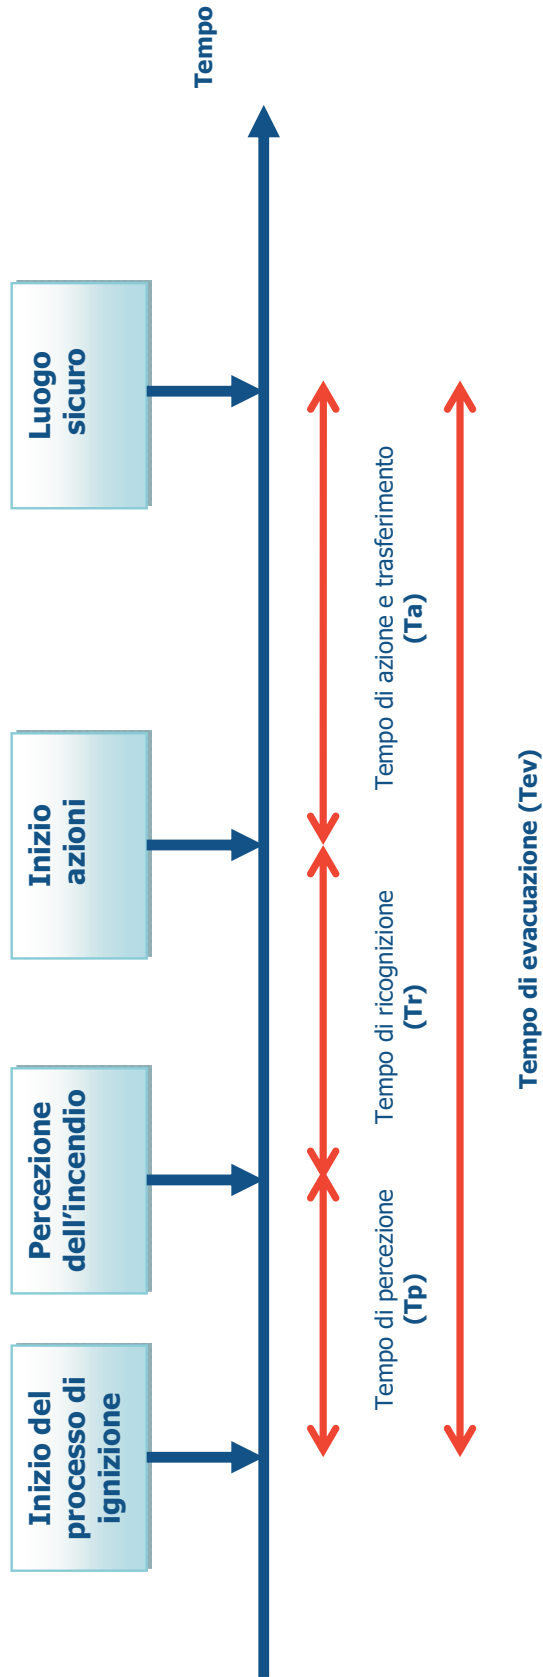 Inizio del
processo di
ignizione
Percezione
dell'incendio
Inizio
azioni
Luogo
sicuro
Tempo
Tempo di percezione
(Tp)
Tempo di ricognizione
(Tr)
Tempo di azione e trasferimento
(Ta)
Tempo di evacuazione (Tev)